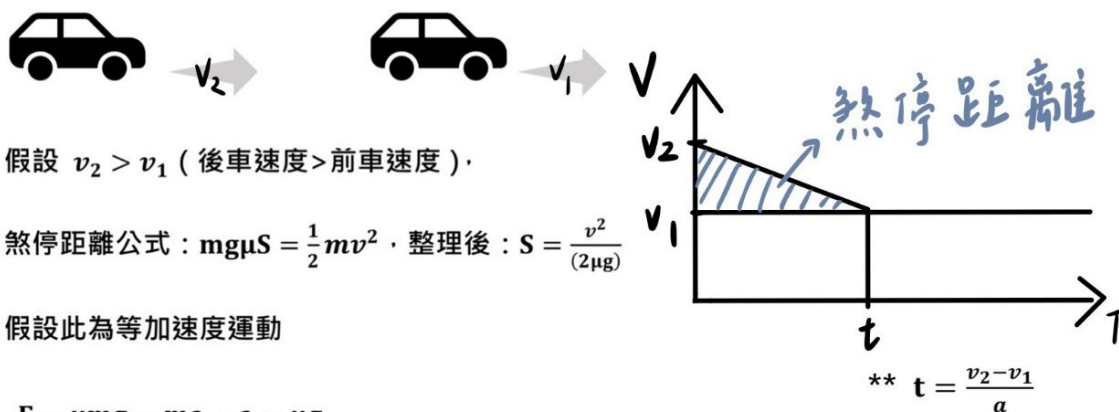 v₂
v₁
假設 v₂ > v₁ ( 後車速度>前車速度 )，
煞停距離公式：mgμS = ½mv²，整理後：S = v²/(2μg)
假設此為等加速度運動
V
煞停距離
v₂
v₁
t
** t = (v₂−v₁)/a